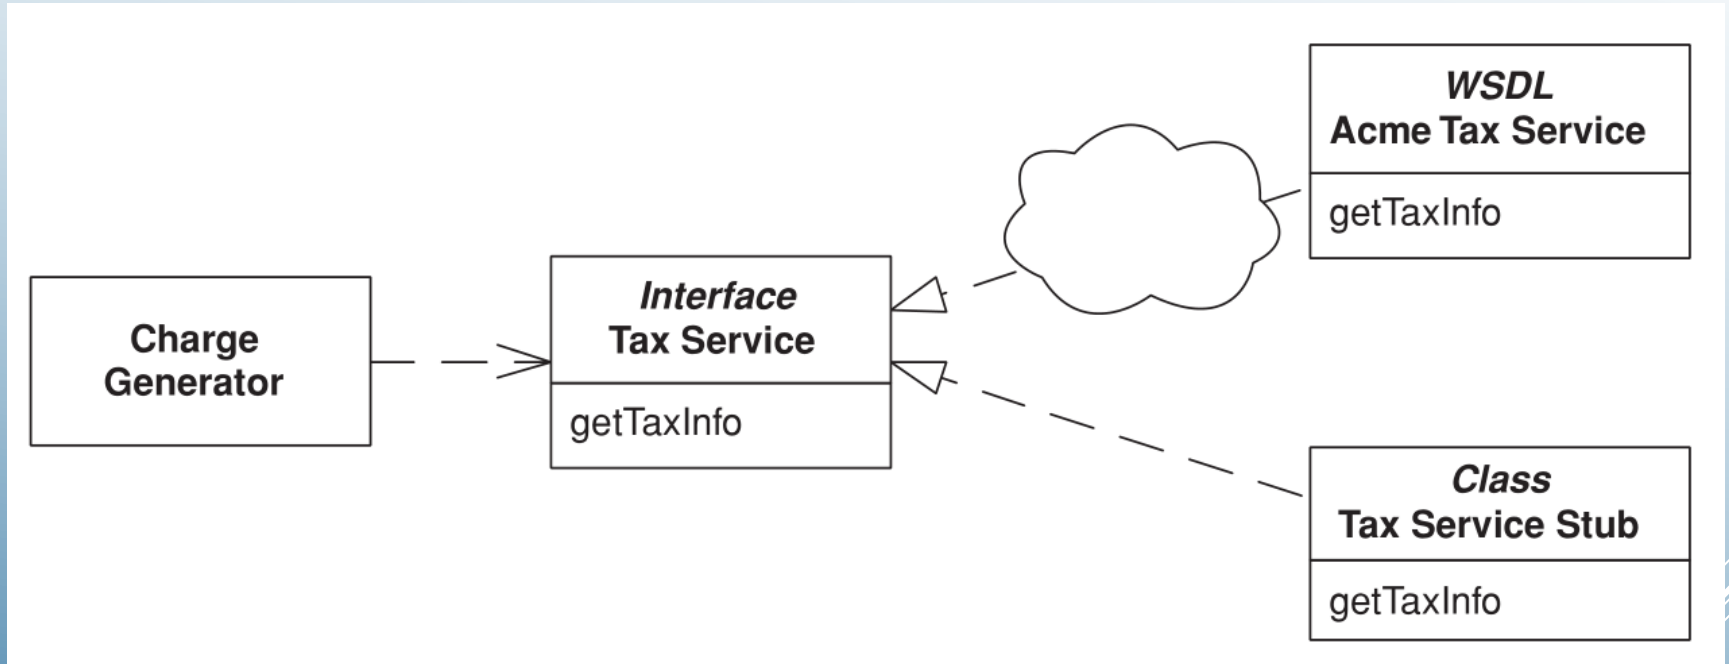 Charge
Generator
Interface
Tax Service
getTaxInfo
WSDL
Acme Tax Service
getTaxInfo
Class
Tax Service Stub
getTaxInfo